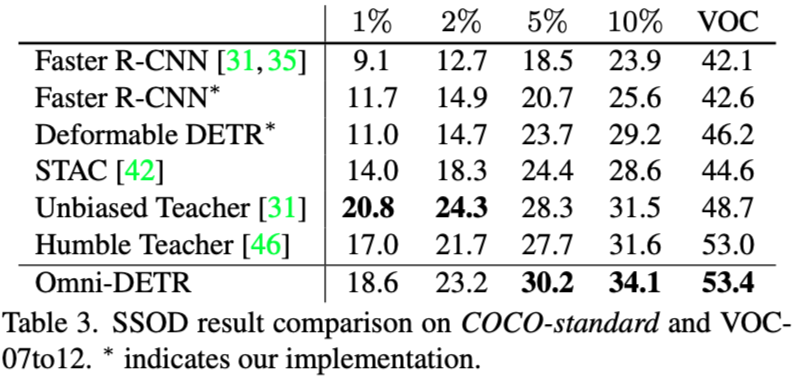 1% 2% 5% 10% VOC
Faster R-CNN [31,35] 9.1 12.7 18.5 23.9 42.1
Faster R-CNN* 11.7 14.9 20.7 25.6 42.6
Deformable DETR* 11.0 14.7 23.7 29.2 46.2
STAC [42] 14.0 18.3 24.4 28.6 44.6
Unbiased Teacher [31] 20.8 24.3 28.3 31.5 48.7
Humble Teacher [46] 17.0 21.7 27.7 31.6 53.0
Omni-DETR 18.6 23.2 30.2 34.1 53.4
Table 3. SSOD result comparison on COCO-standard and VOC-
07to12. * indicates our implementation.